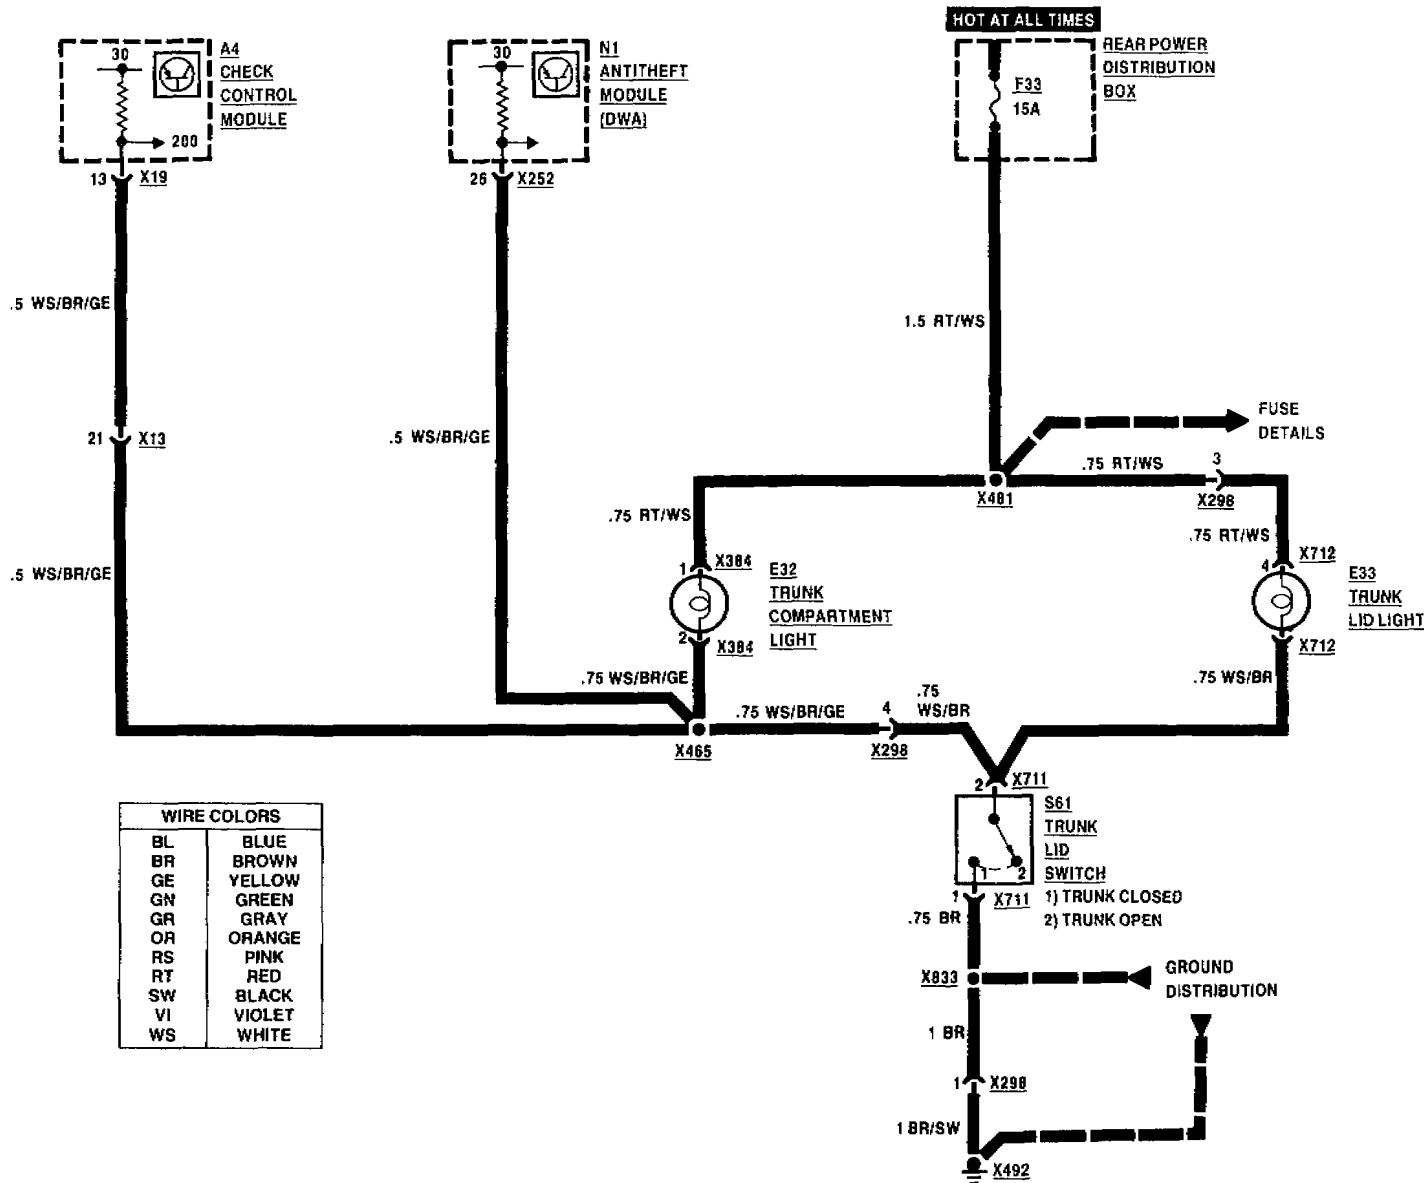 HOT AT ALL TIMES
30
A4
CHECK
CONTROL
MODULE
200
13
X19
30
N1
ANTITHEFT
MODULE
(DWA)
26
X252
F33
15A
REAR POWER
DISTRIBUTION
BOX
.5 WS/BR/GE
1.5 RT/WS
21
X13
.5 WS/BR/GE
FUSE
DETAILS
.75 RT/WS
3
X481
X298
.75 RT/WS
.75 RT/WS
.5 WS/BR/GE
1
X384
E32
TRUNK
COMPARTMENT
LIGHT
2
X384
4
X712
E33
TRUNK
LID LIGHT
X712
.75 WS/BR/GE
.75 WS/BR
.75 WS/BR/GE
4
.75
WS/BR
X465
X298
2
X711
S61
TRUNK
LID
SWITCH
1) TRUNK CLOSED
2) TRUNK OPEN
1
2
1
X711
.75 BR
X833
GROUND
DISTRIBUTION
1 BR
1
X298
1 BR/SW
X492
WIRE COLORS
BL BLUE
BR BROWN
GE YELLOW
GN GREEN
GR GRAY
OR ORANGE
RS PINK
RT RED
SW BLACK
VI VIOLET
WS WHITE